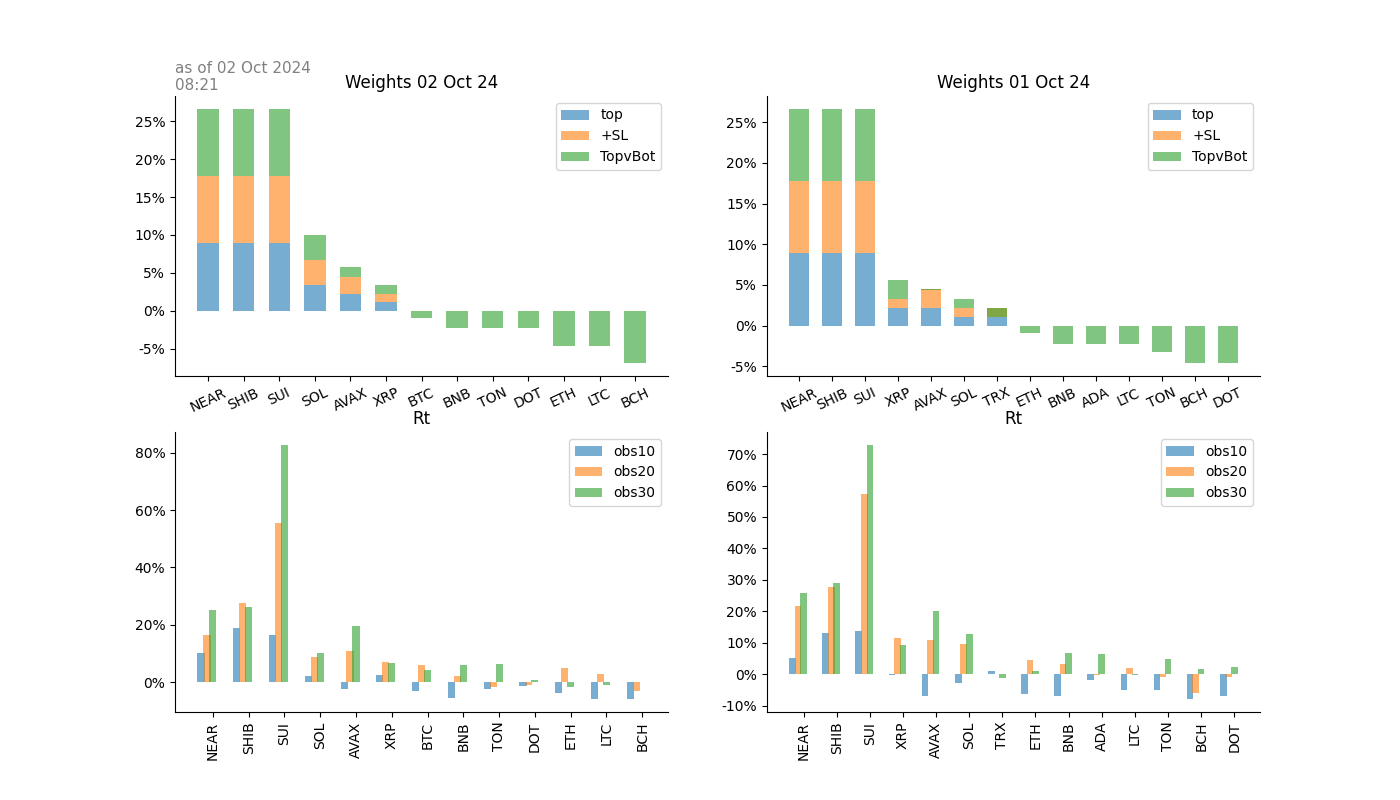 as of 02 Oct 2024
08:21
Weights 02 Oct 24
25%
20%
15%
10%
5%
0%
-5%
top
+SL
TopvBot
NEAR SHIB SUI SOL AVAX XRP BTC BNB TON DOT ETH LTC BCH
Weights 01 Oct 24
25%
20%
15%
10%
5%
0%
-5%
top
+SL
TopvBot
NEAR SHIB SUI XRP AVAX SOL TRX ETH BNB ADA LTC TON BCH DOT
Rt
80%
60%
40%
20%
0%
obs10
obs20
obs30
NEAR SHIB SUI SOL AVAX XRP BTC BNB TON DOT ETH LTC BCH
Rt
70%
60%
50%
40%
30%
20%
10%
0%
-10%
obs10
obs20
obs30
NEAR SHIB SUI XRP AVAX SOL TRX ETH BNB ADA LTC TON BCH DOT